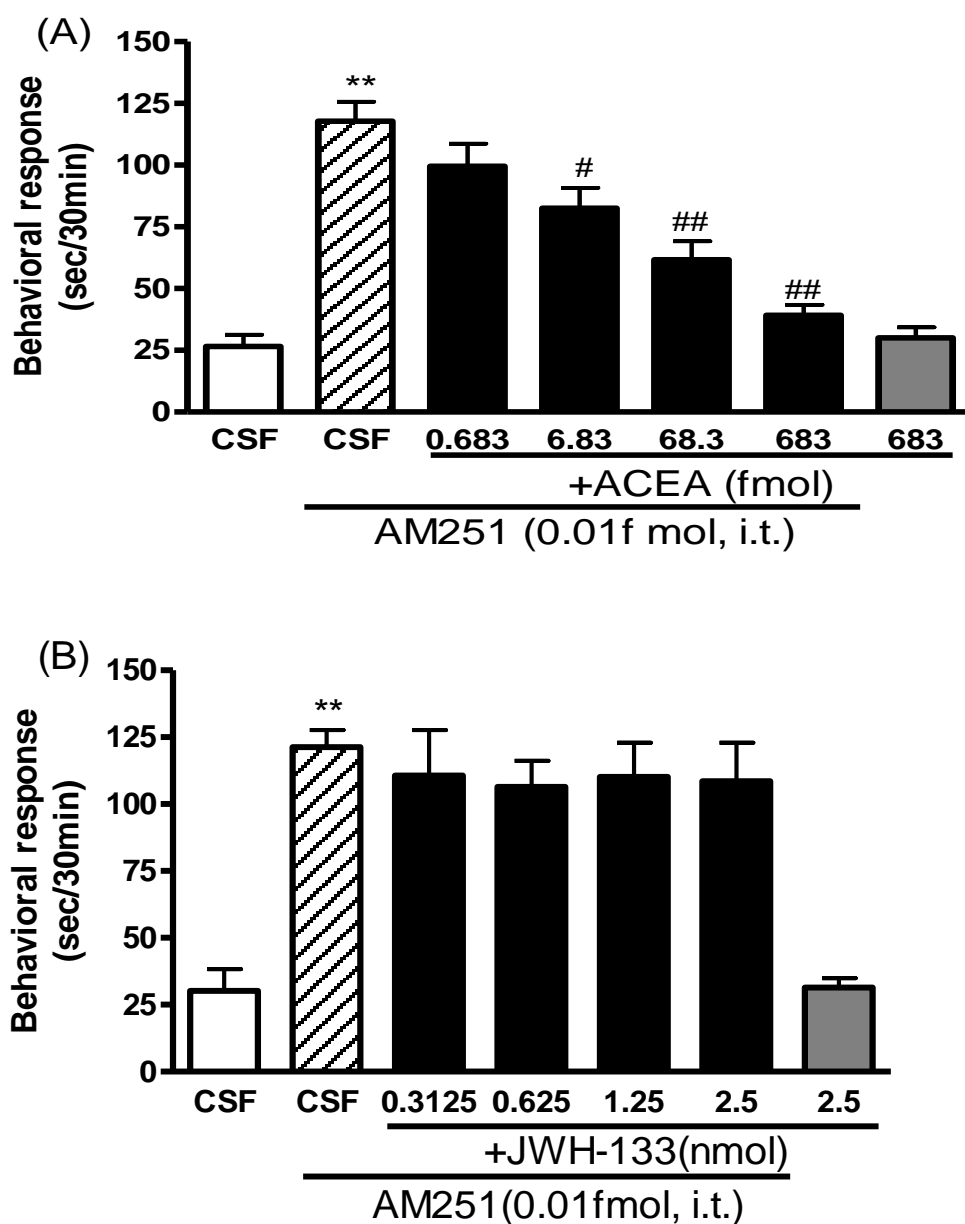 (A)
Behavioral response
(sec/30min)
150
125
100
75
50
25
0
**
#
##
##
CSF CSF 0.683 6.83 68.3 683 683
+ACEA (fmol)
AM251 (0.01f mol, i.t.)
(B)
Behavioral response
(sec/30min)
150
125
100
75
50
25
0
**
CSF CSF 0.3125 0.625 1.25 2.5 2.5
+JWH-133(nmol)
AM251(0.01fmol, i.t.)